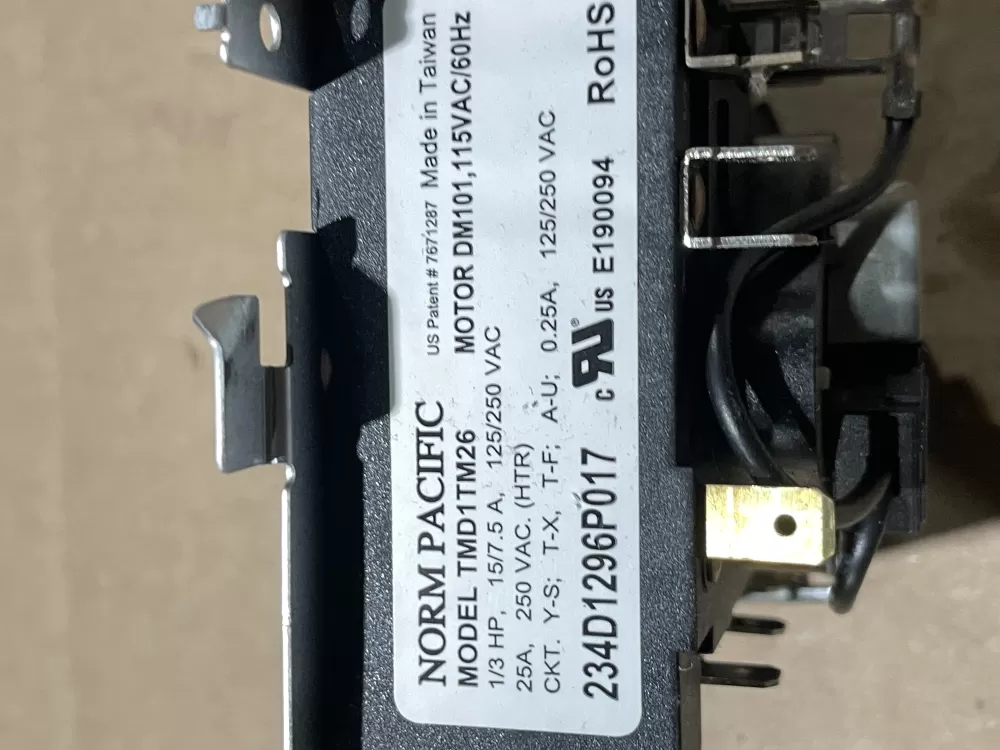 NORM PACIFIC US Patent # 7671287 Made in Taiwan
MODEL TMD1TM26 MOTOR DM101,115VAC/60Hz
1/3 HP, 15/7.5 A, 125/250 VAC
25A, 250 VAC. (HTR)
CKT. Y-S; T-X, T-F; A-U; 0.25A, 125/250 VAC
234D1296P017 c RU ® US E190094 RoHS